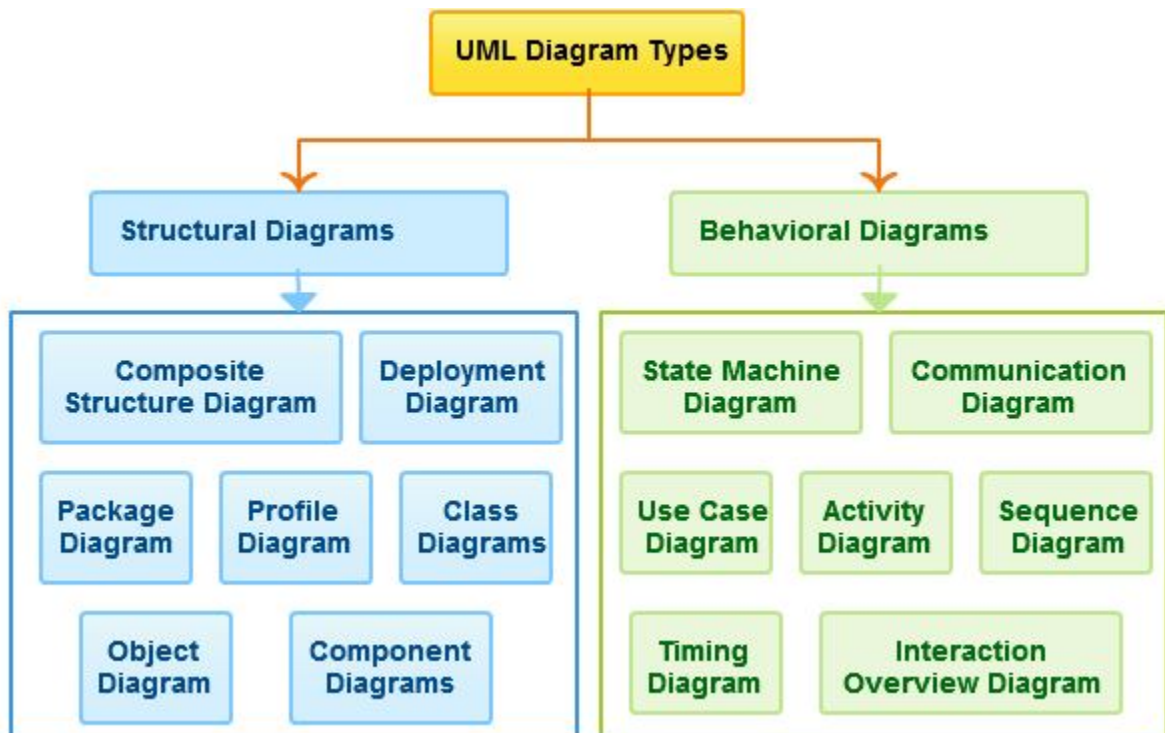 UML Diagram Types
Structural Diagrams
Behavioral Diagrams
Composite
Structure Diagram
Deployment
Diagram
Package
Diagram
Profile
Diagram
Class
Diagrams
Object
Diagram
Component
Diagrams
State Machine
Diagram
Communication
Diagram
Use Case
Diagram
Activity
Diagram
Sequence
Diagram
Timing
Diagram
Interaction
Overview Diagram